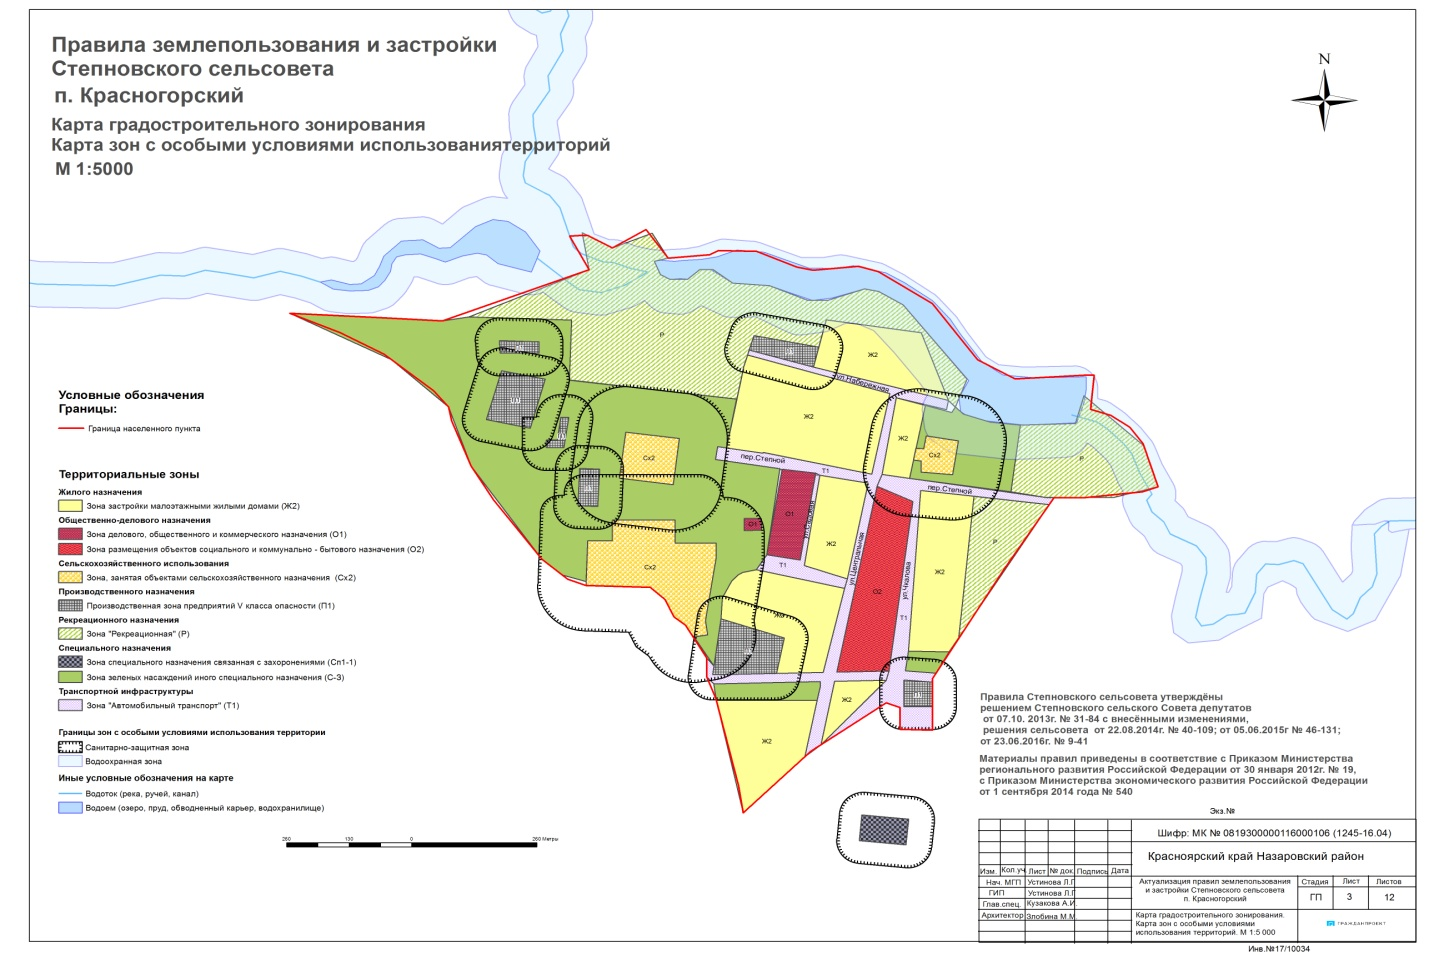 Правила землепользования и застройки
Степновского сельсовета
п. Красногорский
Карта градостроительного зонирования
Карта зон с особыми условиями использованиятерриторий
М 1:5000
N
Условные обозначения
Границы:
Граница населенного пункта
Территориальные зоны
Жилого назначения
Зона застройки малоэтажными жилыми домами (Ж2)
Общественно-делового назначения
Зона делового, общественного и коммерческого назначения (О1)
Зона размещения объектов социального и коммунально - бытового назначения (О2)
Сельскохозяйственного использования
Зона, занятая объектами сельскохозяйственного назначения (Сх2)
Производственного назначения
Производственная зона предприятий V класса опасности (П1)
Рекреационного назначения
Зона "Рекреационная" (Р)
Специального назначения
Зона специального назначения связанная с захоронениями (Сп1-1)
Зона зеленых насаждений иного специального назначения (С-З)
Транспортной инфраструктуры
Зона "Автомобильный транспорт" (Т1)
Границы зон с особыми условиями использования территории
Санитарно-защитная зона
Водоохранная зона
Иные условные обозначения на карте
Водоток (река, ручей, канал)
Водоем (озеро, пруд, обводненный карьер, водохранилище)
260 130 0 260 Метры
Р
Ж2
ул.Набережная
Ж2
Ж2
Сх2
Сх2
Р
пер.Степной
Т1
пер.Степной
О1
О1
Ж2
Р
Сх2
Т1
ул.Центральная
Ж2
ул.Чкалова
О2
Т1
Ж2
Ж2
Ж2
Правила Степновского сельсовета утверждёны
решением Степновского сельского Совета депутатов
от 07.10. 2013г. № 31-84 с внесёнными изменениями,
решения сельсовета от 22.08.2014г. № 40-109; от 05.06.2015г № 46-131;
от 23.06.2016г. № 9-41
Материалы правил приведены в соответствие с Приказом Министерства
регионального развития Российской Федерации от 30 января 2012г. № 19,
с Приказом Министерства экономического развития Российской Федерации
от 1 сентября 2014 года № 540
Экз.№
Шифр: МК № 0819300000116000106 (1245-16.04)
Красноярский край Назаровский район
Изм. Кол.уч Лист № док. Подпись Дата
Нач. МГП Устинова Л.Г
ГИП Устинова Л.Г
Глав.спец. Кузакова А.И
Архитектор Злобина М.М
Актуализация правил землепользования
и застройки Степновского сельсовета
п. Красногорский
Стадия Лист Листов
ГП 3 12
Карта градостроительного зонирования.
Карта зон с особыми условиями
использования территорий. М 1:5 000
ГРАЖДАНПРОЕКТ
Инв.№17/10034